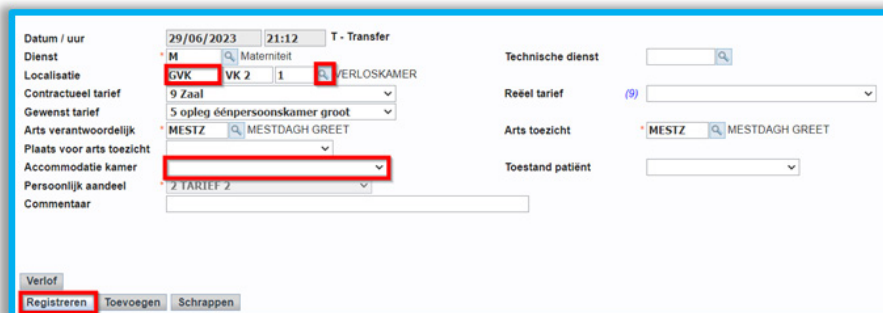 Datum / uur 29/06/2023 21:12 T - Transfer
Dienst * M Materniteit Technische dienst
Localisatie GVK VK 2 1 VERLOSKAMER
Contractueel tarief 9 Zaal Reëel tarief (9)
Gewenst tarief 5 opleg éénpersoonskamer groot
Arts verantwoordelijk * MESTZ MESTDAGH GREET Arts toezicht * MESTZ MESTDAGH GREET
Plaats voor arts toezicht
Accommodatie kamer Toestand patiënt
Persoonlijk aandeel * 2 TARIEF 2
Commentaar
Verlof
Registreren Toevoegen Schrappen